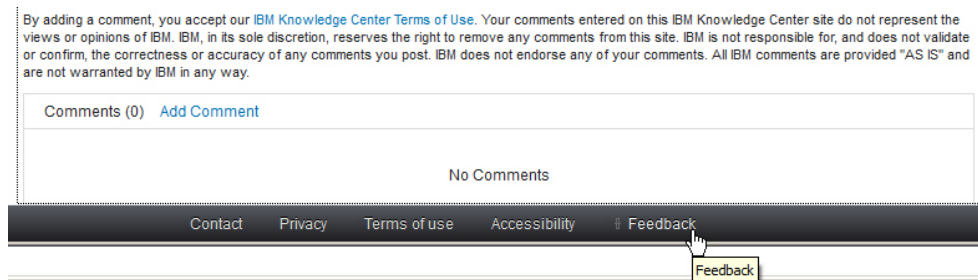 By adding a comment, you accept our IBM Knowledge Center Terms of Use. Your comments entered on this IBM Knowledge Center site do not represent the
views or opinions of IBM. IBM, in its sole discretion, reserves the right to remove any comments from this site. IBM is not responsible for, and does not validate
or confirm, the correctness or accuracy of any comments you post. IBM does not endorse any of your comments. All IBM comments are provided "AS IS" and
are not warranted by IBM in any way.
Comments (0) Add Comment
No Comments
Contact Privacy Terms of use Accessibility Feedback
Feedback